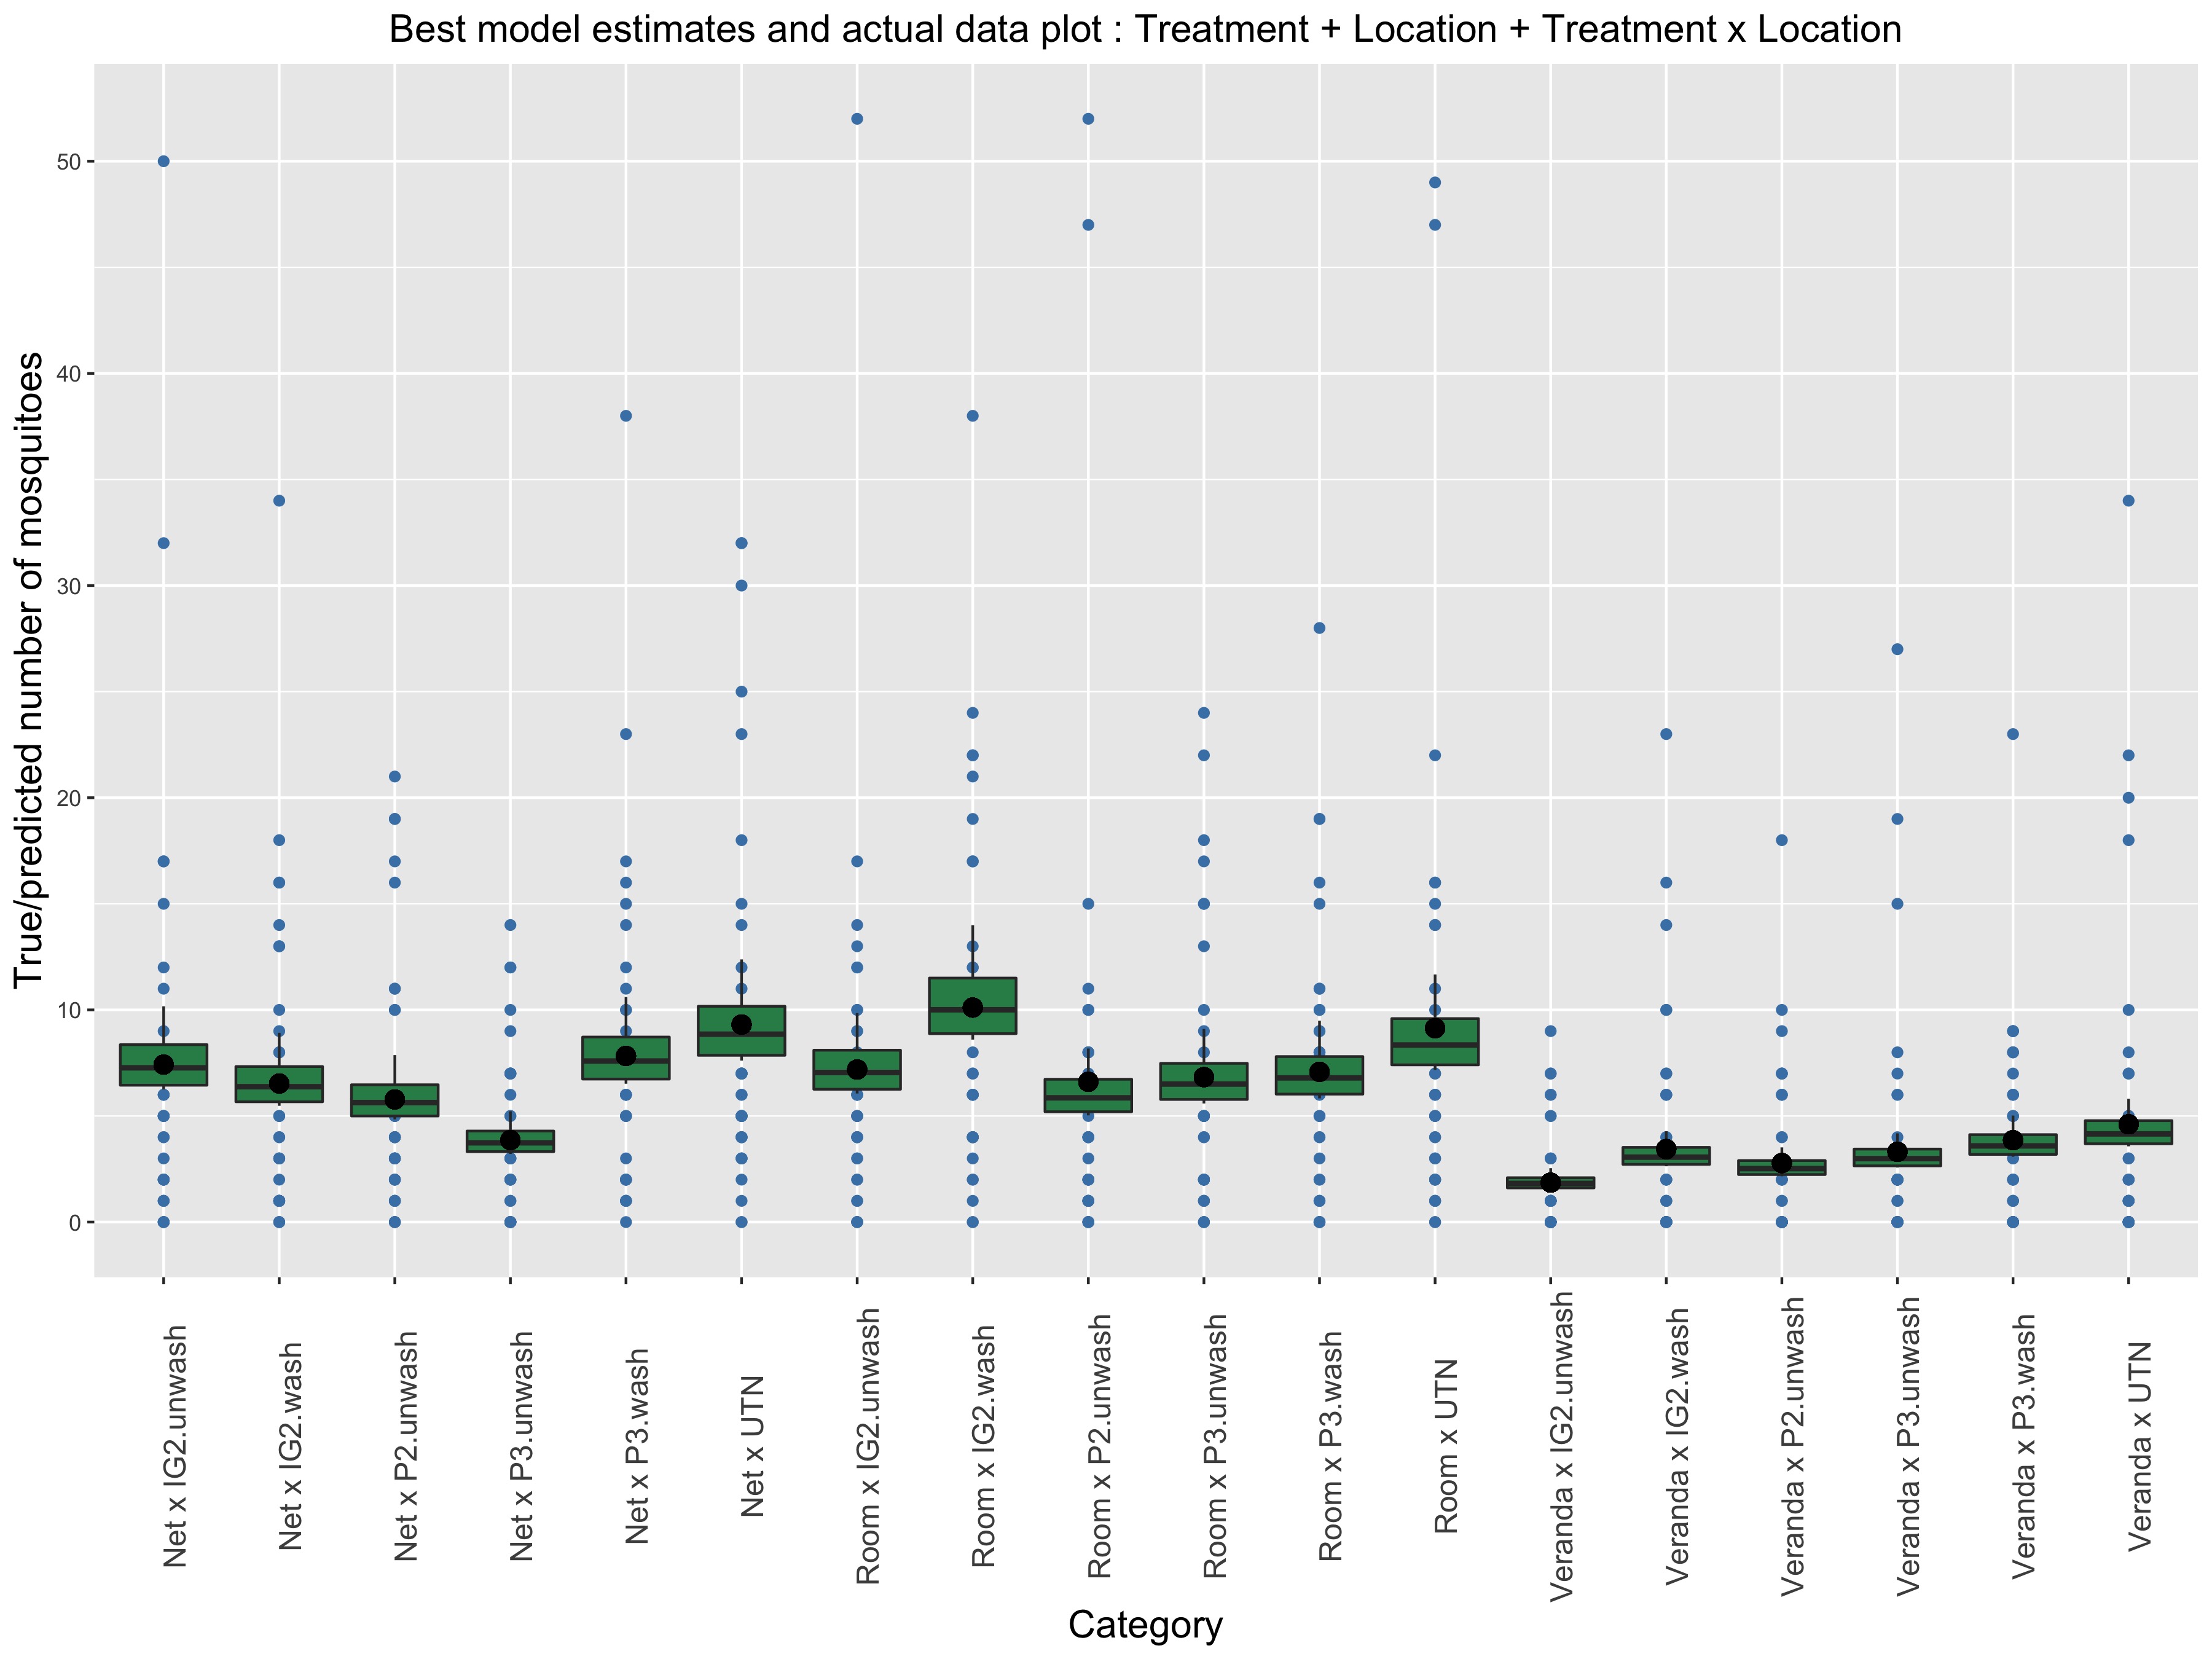 Best model estimates and actual data plot : Treatment + Location + Treatment x Location
True/predicted number of mosquitoes
50
40
30
20
10
0
Net x IG2.unwash
Net x IG2.wash
Net x P2.unwash
Net x P3.unwash
Net x P3.wash
Net x UTN
Room x IG2.unwash
Room x IG2.wash
Room x P2.unwash
Room x P3.unwash
Room x P3.wash
Room x UTN
Veranda x IG2.unwash
Veranda x IG2.wash
Veranda x P2.unwash
Veranda x P3.unwash
Veranda x P3.wash
Veranda x UTN
Category